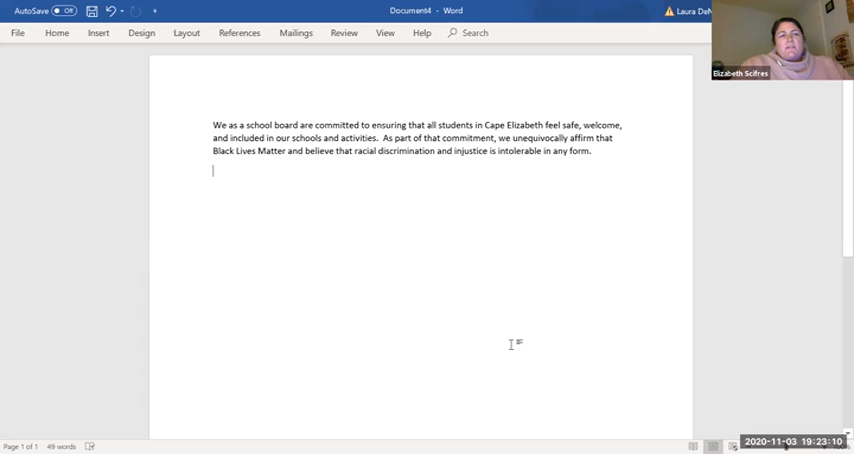 AutoSave Off
Document4 - Word
Laura DeN
File Home Insert Design Layout References Mailings Review View Help Search
Elizabeth Scifres
We as a school board are committed to ensuring that all students in Cape Elizabeth feel safe, welcome,
and included in our schools and activities.  As part of that commitment, we unequivocally affirm that
Black Lives Matter and believe that racial discrimination and injustice is intolerable in any form.
Page 1 of 1 49 words
2020-11-03 19:23:10